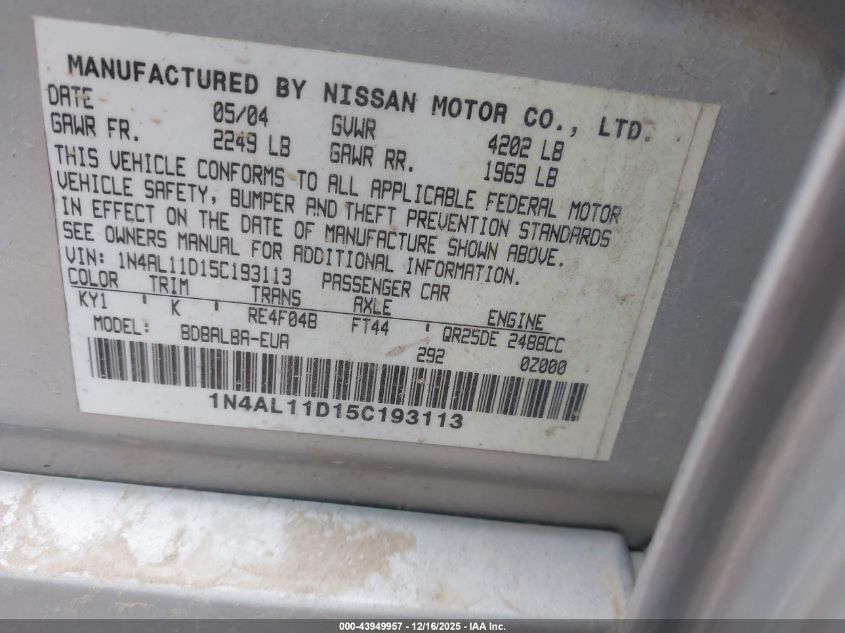 MANUFACTURED BY NISSAN MOTOR CO., LTD.
DATE 05/04 GVWR 4202 LB
GAWR FR. 2249 LB GAWR RR. 1969 LB
THIS VEHICLE CONFORMS TO ALL APPLICABLE FEDERAL MOTOR
VEHICLE SAFETY, BUMPER AND THEFT PREVENTION STANDARDS
IN EFFECT ON THE DATE OF MANUFACTURE SHOWN ABOVE.
SEE OWNERS MANUAL FOR ADDITIONAL INFORMATION.
VIN: 1N4AL11D15C193113 PASSENGER CAR
COLOR TRIM TRANS AXLE ENGINE
KY1 K RE4F04B FT44 QR25DE 2488CC
MODEL: BDBALBA-EUA 292 0Z000
1N4AL11D15C193113
000-43949957 - 12/16/2025 - IAA Inc.